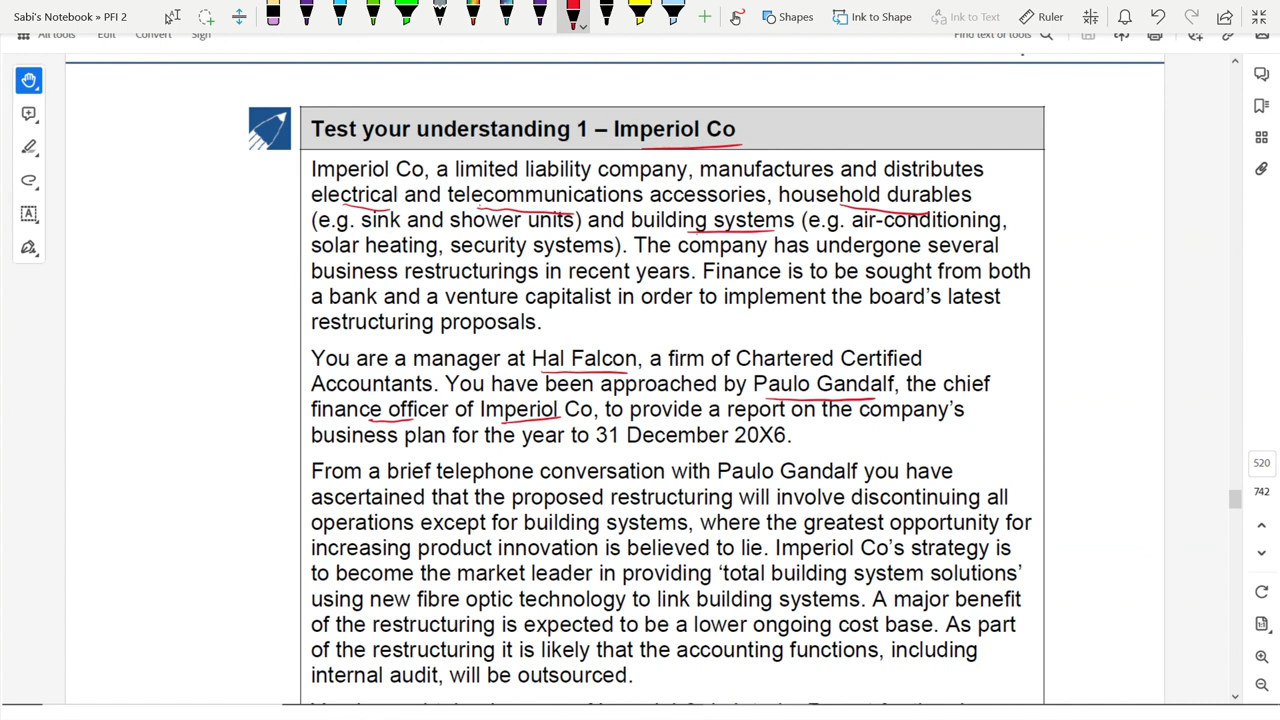 Sabi's Notebook » PFI 2
Shapes
Ink to Shape
Ink to Text
Ruler
All tools
Edit
Convert
Sign
Find text or tools
Test your understanding 1 – Imperiol Co
Imperiol Co, a limited liability company, manufactures and distributes
electrical and telecommunications accessories, household durables
(e.g. sink and shower units) and building systems (e.g. air-conditioning,
solar heating, security systems). The company has undergone several
business restructurings in recent years. Finance is to be sought from both
a bank and a venture capitalist in order to implement the board's latest
restructuring proposals.
You are a manager at Hal Falcon, a firm of Chartered Certified
Accountants. You have been approached by Paulo Gandalf, the chief
finance officer of Imperiol Co, to provide a report on the company's
business plan for the year to 31 December 20X6.
From a brief telephone conversation with Paulo Gandalf you have
ascertained that the proposed restructuring will involve discontinuing all
operations except for building systems, where the greatest opportunity for
increasing product innovation is believed to lie. Imperiol Co's strategy is
to become the market leader in providing 'total building system solutions'
using new fibre optic technology to link building systems. A major benefit
of the restructuring is expected to be a lower ongoing cost base. As part
of the restructuring it is likely that the accounting functions, including
internal audit, will be outsourced.
520
742